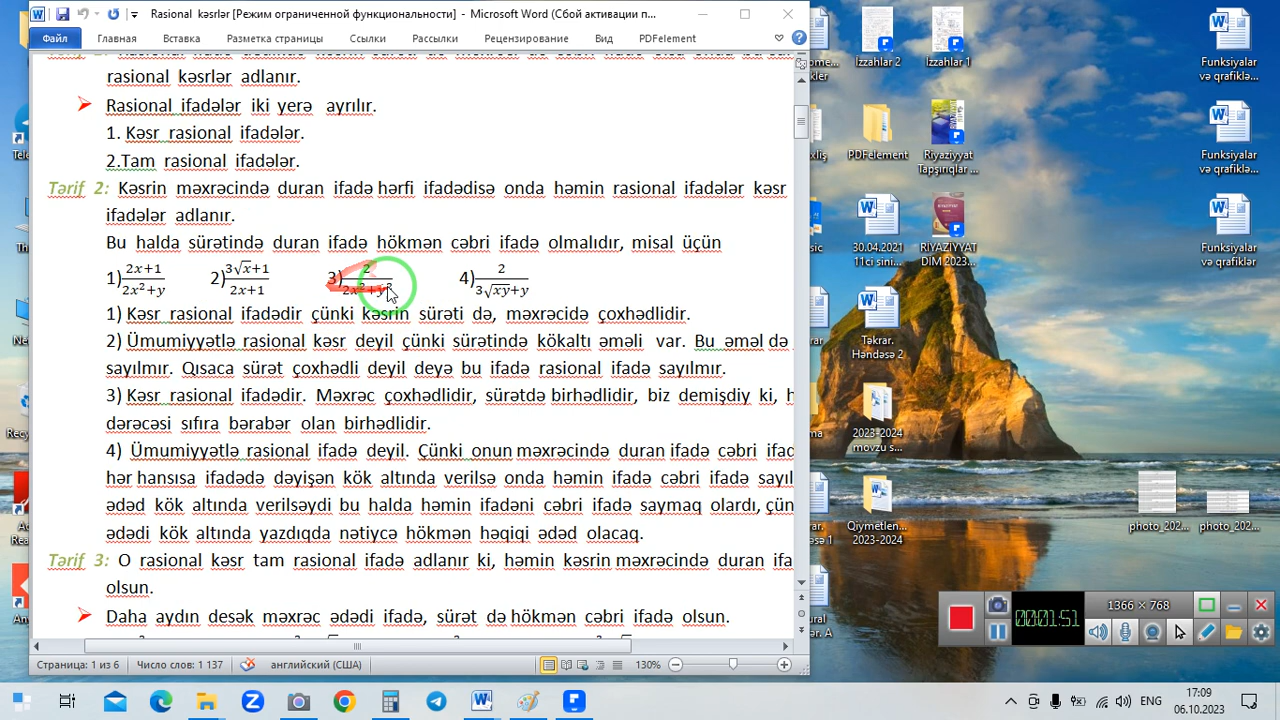 Rasional kəsrlər [Режим ограниченной функциональности] - Microsoft Word (Сбой активации п...
Файл Главная Вставка Разметка страницы Ссылки Рассылки Рецензирование Вид PDFelement
rasional kəsrlər adlanır.
Rasional ifadələr iki yerə ayrılır.
1. Kəsr rasional ifadələr.
2.Tam rasional ifadələr.
Tərif 2: Kəsrin məxrəcində duran ifadə hərfi ifadədisə onda həmin rasional ifadələr kəsr
ifadələr adlanır.
Bu halda sürətində duran ifadə hökmən cəbri ifadə olmalıdır, misal üçün
1) (2x+1)/(2x²+y) 2) (3√x+1)/(2x+1) 3) 2/(2x²+y²) 4) 2/(3√xy+y)
1) Kəsr rasional ifadədir çünki kəsrin sürəti də, məxrəcidə çoxhədlidir.
2) Ümumiyyətlə rasional kəsr deyil çünki sürətində kökaltı əməli var. Bu əməl də
sayılmır. Qısaca sürət çoxhədli deyil deyə bu ifadə rasional ifadə sayılmır.
3) Kəsr rasional ifadədir. Məxrəc çoxhədlidir, sürətdə birhədlidir, biz demişdiy ki, h
dərəcəsi sıfıra bərabər olan birhədlidir.
4) Ümumiyyətlə rasional ifadə deyil. Çünki onun məxrəcində duran ifadə cəbri ifad
hər hansısa ifadədə dəyişən kök altında verilsə onda həmin ifadə cəbri ifadə sayıl
ədəd kök altında verilsəydi bu halda həmin ifadəni cəbri ifadə saymaq olardı, çün
ədədi kök altında yazdıqda nətiycə hökmən həqiqi ədəd olacaq.
Tərif 3: O rasional kəsr tam rasional ifadə adlanır ki, həmin kəsrin məxrəcində duran ifa
olsun.
Daha aydın desək məxrəc ədədi ifadə, sürət də hökmən cəbri ifadə olsun.
Страница: 1 из 6 Число слов: 1 137 английский (США) 130%
İzzahlar 2
İzzahlar 1
Funksiyalar
və qrafiklə...
PDFelement
Riyaziyyat
Tapşırıqlar ...
Funksiyalar
və qrafiklə...
30.04.2021
11ci sini...
RİYAZİYYAT
DİM 2023...
Funksiyalar
və qrafiklə...
Təkrar.
Həndəsə 2
2023-2024
movzu s...
Qiymətlen...
2023-2024
photo_202...
photo_202...
00:01:51
1366 × 768
ENG
17:09
06.10.2023